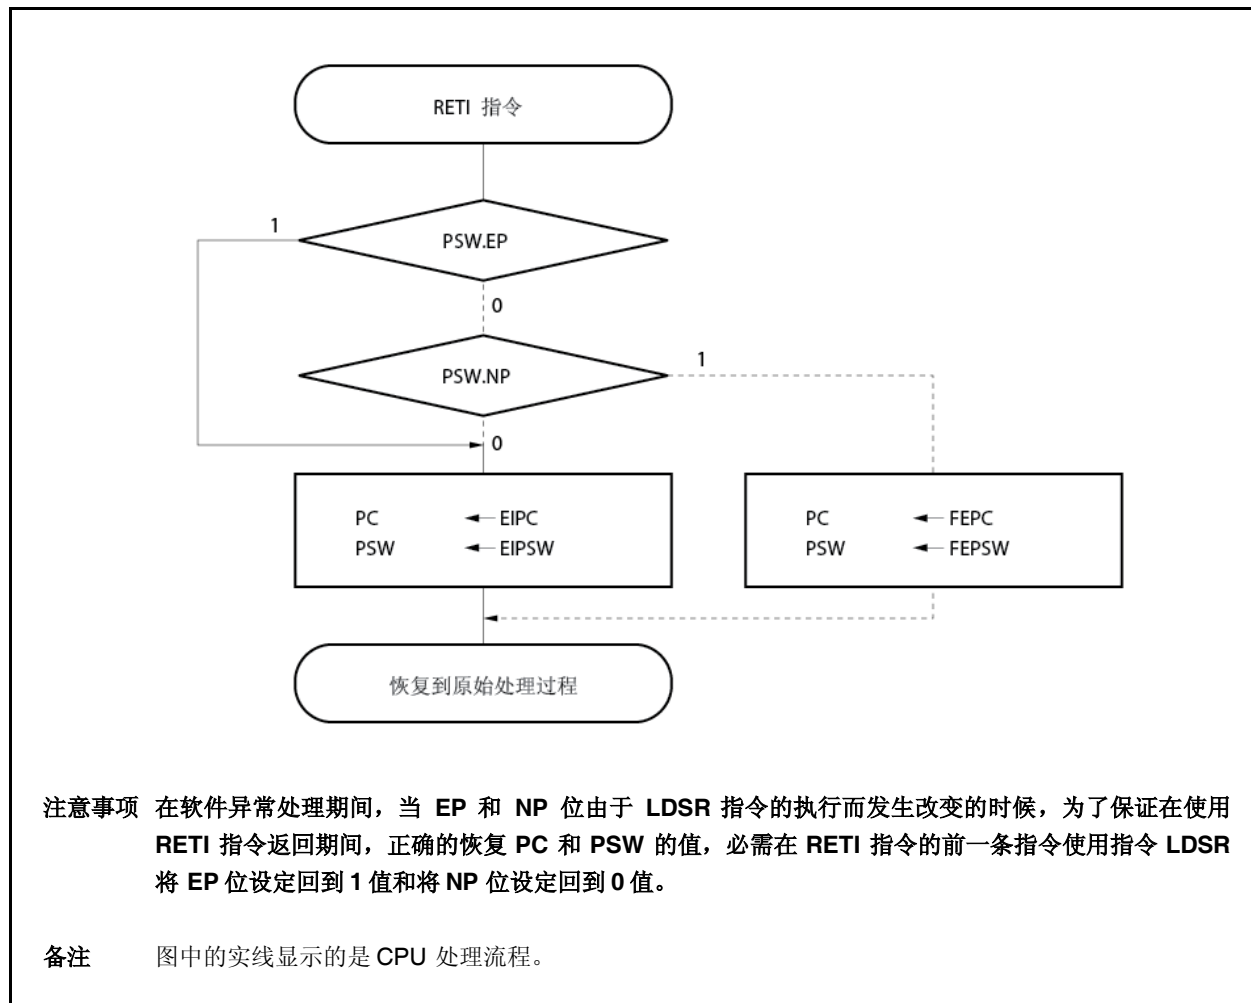 RETI 指令
1
PSW.EP
0
1
PSW.NP
0
PC ← EIPC
PSW ← EIPSW
PC ← FEPC
PSW ← FEPSW
恢复到原始处理过程
注意事项 在软件异常处理期间，当 EP 和 NP 位由于 LDSR 指令的执行而发生改变的时候，为了保证在使用
RETI 指令返回期间，正确的恢复 PC 和 PSW 的值，必需在 RETI 指令的前一条指令使用指令 LDSR
将 EP 位设定回到 1 值和将 NP 位设定回到 0 值。
备注 图中的实线显示的是 CPU 处理流程。